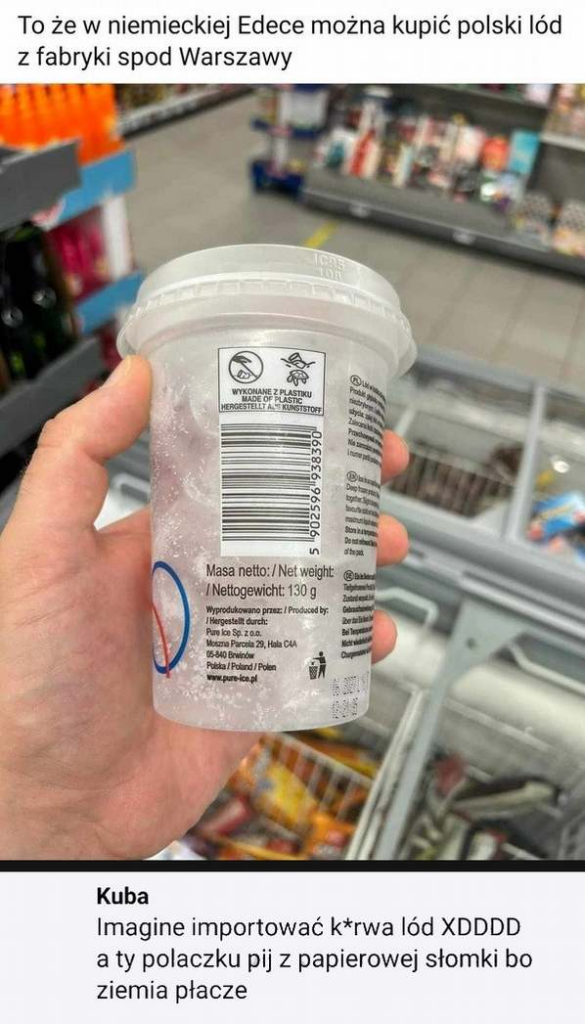 To że w niemieckiej Edece można kupić polski lód
z fabryki spod Warszawy
WYKONANE Z PLASTIKU
MADE OF PLASTIC
HERGESTELLT AUS KUNSTSTOFF
5 902596 938390
Masa netto: / Net weight:
/ Nettogewicht: 130 g
Wyprodukowano przez: / Produced by:
/ Hergestellt durch:
Pure Ice Sp. z o.o.
Moszna Parcela 29, Hala C4A
05-840 Brwinów
Polska / Poland / Polen
www.pure-ice.pl
Kuba
Imagine importować k*rwa lód XDDDD
a ty polaczku pij z papierowej słomki bo
ziemia płacze